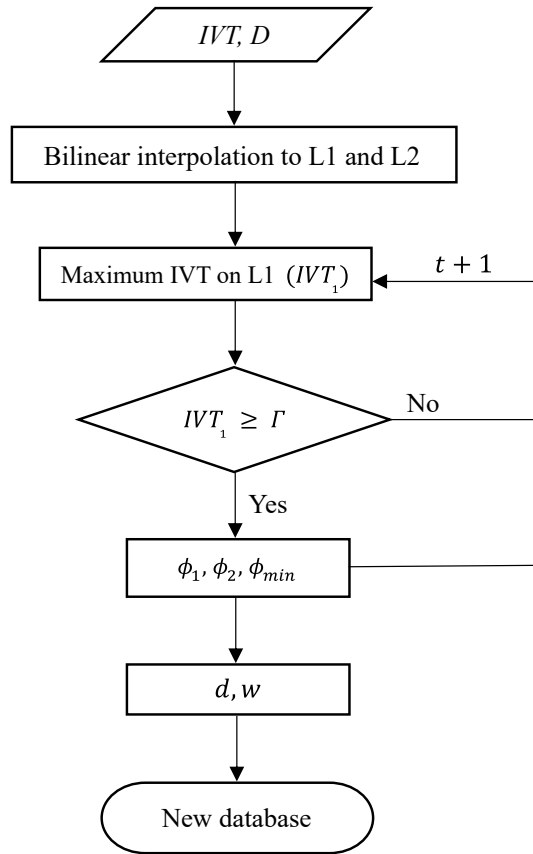 IVT, D
Bilinear interpolation to L1 and L2
Maximum IVT on L1 (IVT₁)
t + 1
IVT₁ ≥ Γ
No
Yes
ϕ₁, ϕ₂, ϕₘᵢₙ
d, w
New database